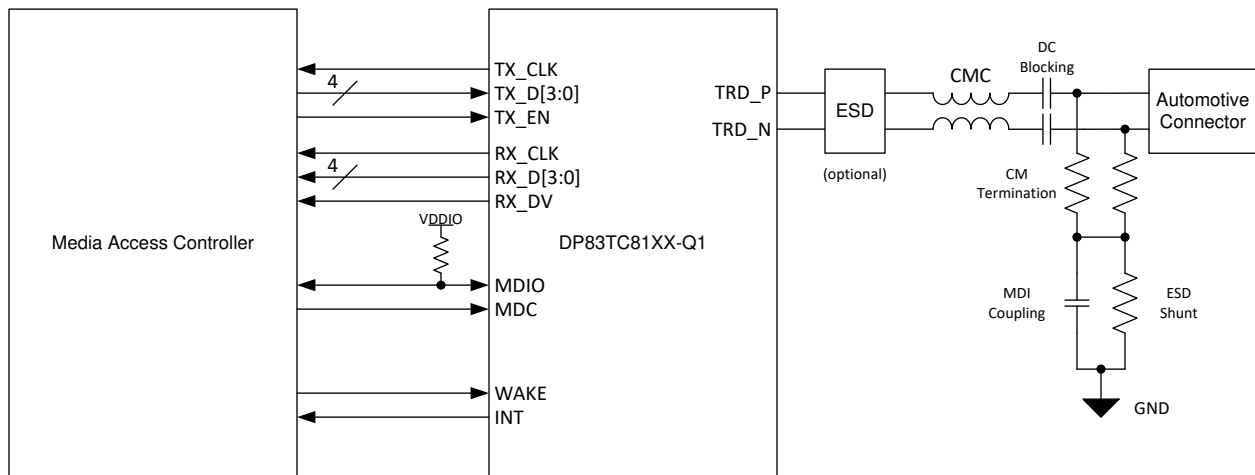 Media Access Controller
4
4
VDDIO
TX_CLK
TX_D[3:0]
TX_EN
RX_CLK
RX_D[3:0]
RX_DV
MDIO
MDC
WAKE
INT
DP83TC81XX-Q1
TRD_P
TRD_N
ESD
(optional)
CMC
DC
Blocking
Automotive
Connector
CM
Termination
MDI
Coupling
ESD
Shunt
GND